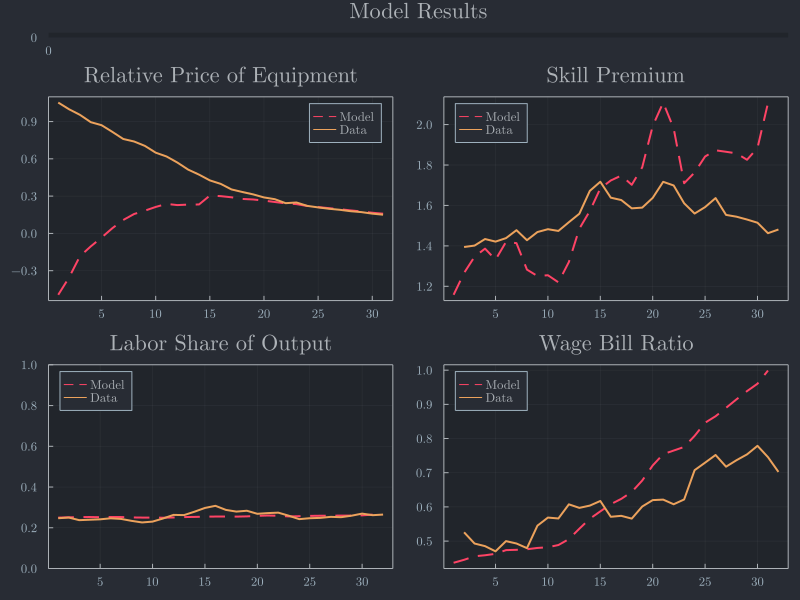 Model Results
0
0
Relative Price of Equipment
Model
Data
0.9
0.6
0.3
0.0
−0.3
5 10 15 20 25 30
Skill Premium
Model
Data
2.0
1.8
1.6
1.4
1.2
5 10 15 20 25 30
Labor Share of Output
Model
Data
1.0
0.8
0.6
0.4
0.2
0.0
5 10 15 20 25 30
Wage Bill Ratio
Model
Data
1.0
0.9
0.8
0.7
0.6
0.5
5 10 15 20 25 30